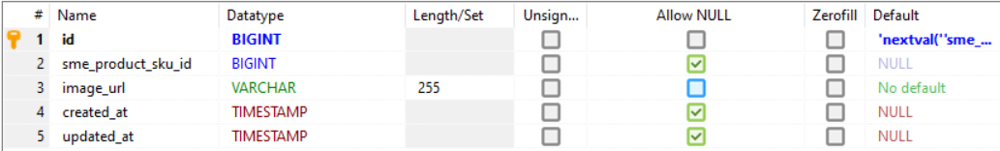 # Name Datatype Length/Set Unsign... Allow NULL Zerofill Default
1 id BIGINT 'nextval(''sme_...
2 sme_product_sku_id BIGINT NULL
3 image_url VARCHAR 255 No default
4 created_at TIMESTAMP NULL
5 updated_at TIMESTAMP NULL